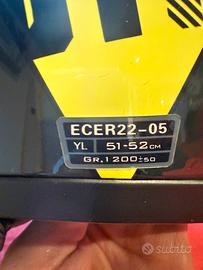 ECER22-05
YL 51-52CM
GR.1200±50
subito